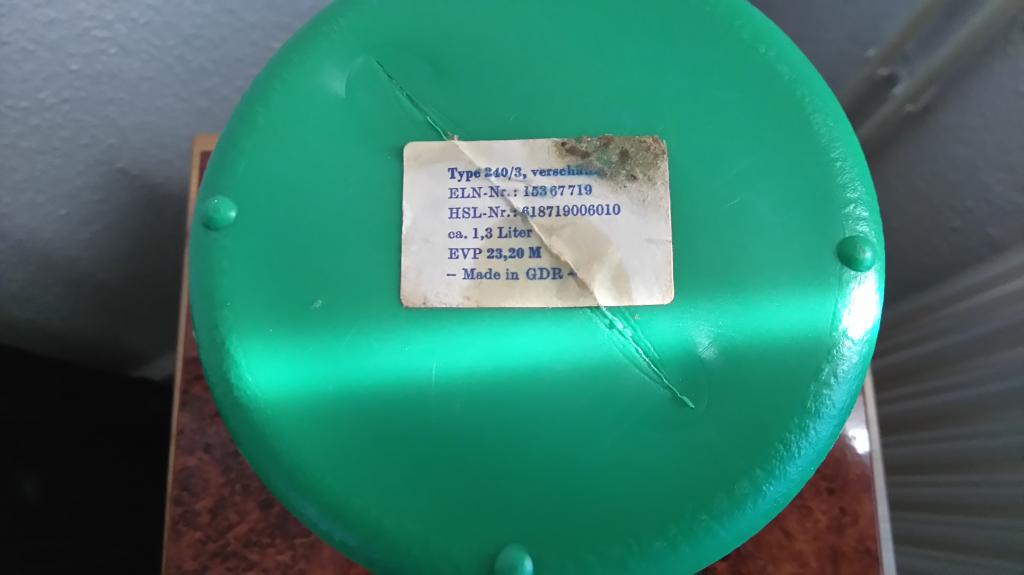 Type 240/3,
ELN-Nr.: 15367719
HSL-Nr.: 618719006010
ca. 1,3 Liter
EVP 23,20 M
– Made in GDR –